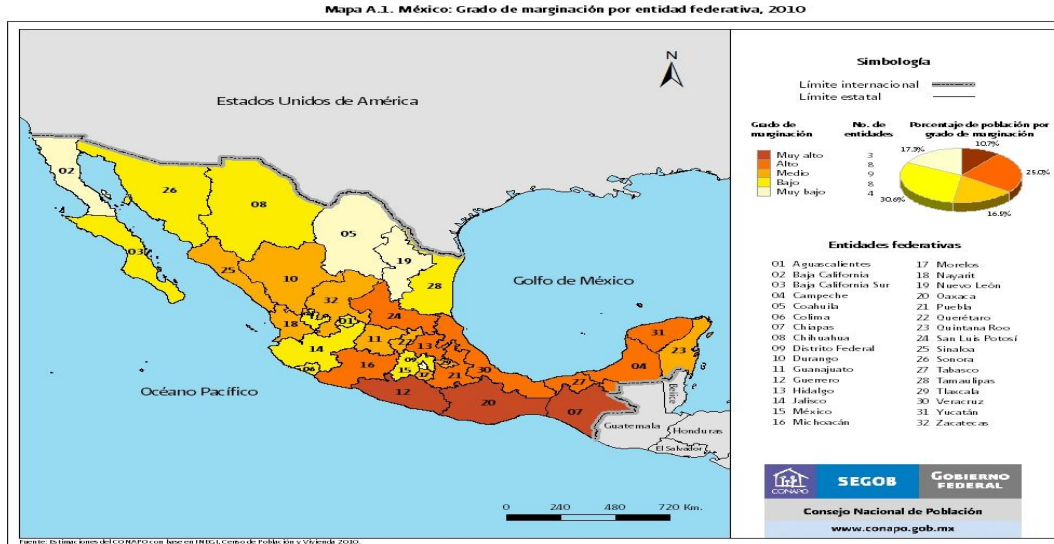 Mapa A.1. México: Grado de marginación por entidad federativa, 2010
N
Estados Unidos de América
Golfo de México
Océano Pacífico
Belice
Guatemala
Honduras
El Salvador
02
26
08
03
05
19
28
25
10
32
24
18
01
14
11
22
13
31
23
04
06
16
09
15
17
21
30
27
12
20
07
0 240 480 720 Km.
Simbología
Límite internacional
Límite estatal
Grado de marginación
No. de entidades
Porcentaje de población por grado de marginación
Muy alto 3
Alto 8
Medio 9
Bajo 8
Muy bajo 4
10.7%
17.3%
25.0%
30.6%
Entidades federativas
01 Aguascalientes
02 Baja California
03 Baja California Sur
04 Campeche
05 Coahuila
06 Colima
07 Chiapas
08 Chihuahua
09 Distrito Federal
10 Durango
11 Guanajuato
12 Guerrero
13 Hidalgo
14 Jalisco
15 México
16 Michoacán
17 Morelos
18 Nayarit
19 Nuevo León
20 Oaxaca
21 Puebla
22 Querétaro
23 Quintana Roo
24 San Luis Potosí
25 Sinaloa
26 Sonora
27 Tabasco
28 Tamaulipas
29 Tlaxcala
30 Veracruz
31 Yucatán
32 Zacatecas
CONAPO
SEGOB
GOBIERNO FEDERAL
Consejo Nacional de Población
www.conapo.gob.mx
Fuente: Estimaciones del CONAPO con base en INEGI, Censo de Población y Vivienda 2010.